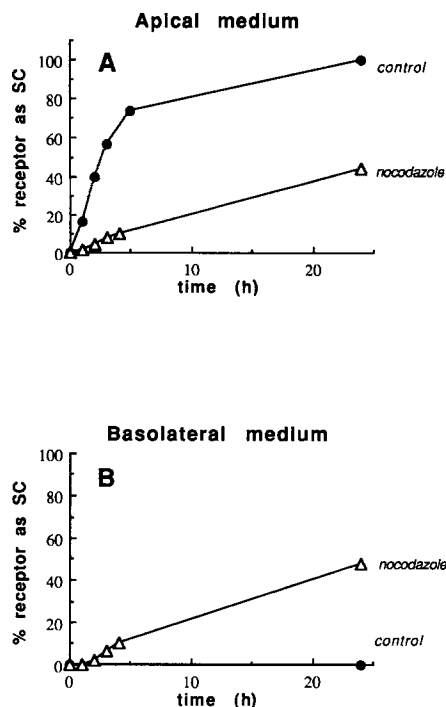 Apical medium
A
% receptor as SC
100
80
60
40
20
0
control
nocodazole
0
10
20
time (h)
Basolateral medium
B
% receptor as SC
100
80
60
40
20
0
nocodazole
control
0
10
20
time (h)